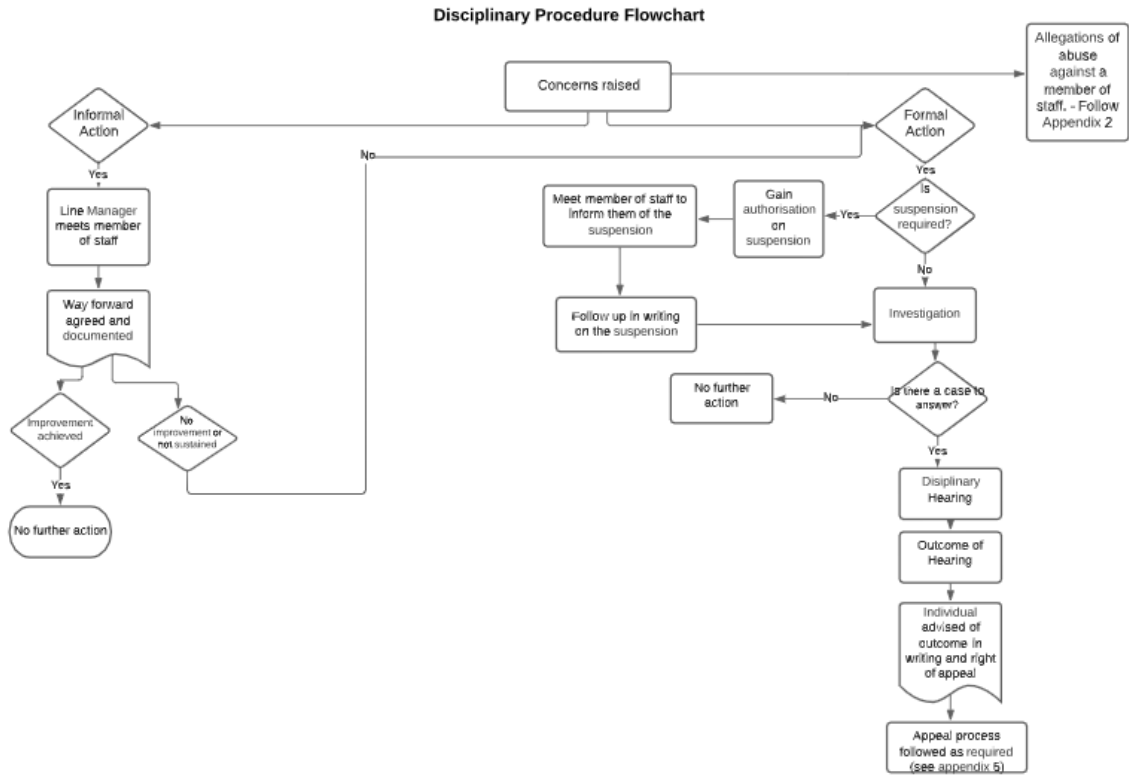 Disciplinary Procedure Flowchart
Concerns raised
Allegations of
abuse
against a
member of
staff. - Follow
Appendix 2
Informal
Action
Formal
Action
No
Yes
Line Manager
meets member
of staff
Yes
Is
suspension
required?
Yes
Gain
authorisation
on
suspension
Meet member of staff to
inform them of the
suspension
No
Way forward
agreed and
documented
Follow up in writing
on the suspension
Investigation
Improvement
achieved
No
improvement or
not sustained
Is there a case to
answer?
No
No further
action
Yes
Yes
No further action
Disiplinary
Hearing
Outcome of
Hearing
Individual
advised of
outcome in
writing and right
of appeal
Appeal process
followed as required
(see appendix 5)